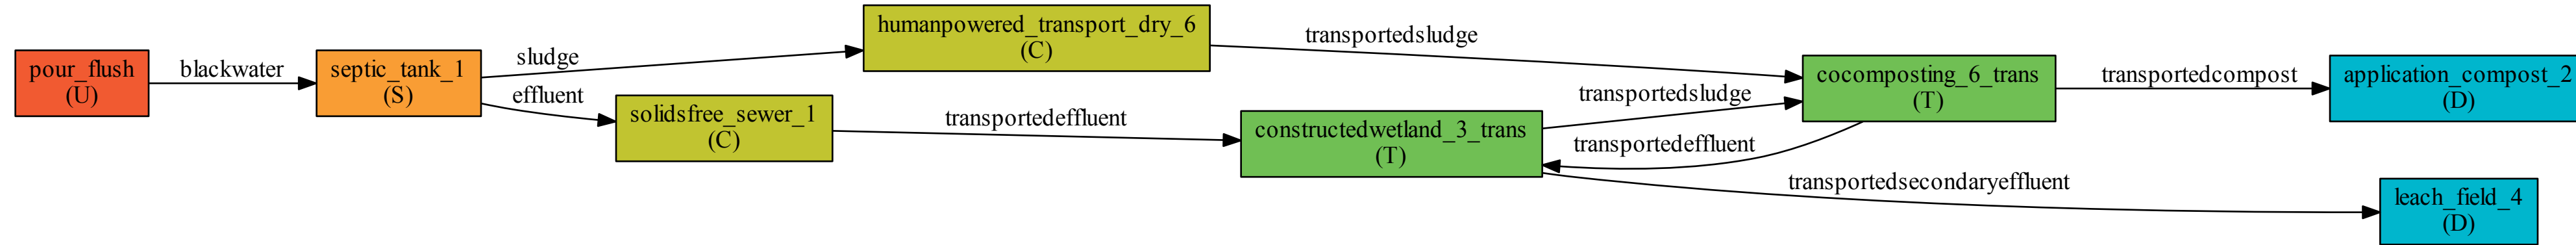 pour_flush
(U)
blackwater
septic_tank_1
(S)
sludge
effluent
humanpowered_transport_dry_6
(C)
solidsfree_sewer_1
(C)
transportedsludge
transportedeffluent
constructedwetland_3_trans
(T)
transportedsludge
transportedeffluent
cocomposting_6_trans
(T)
transportedcompost
transportedsecondaryeffluent
application_compost_2
(D)
leach_field_4
(D)